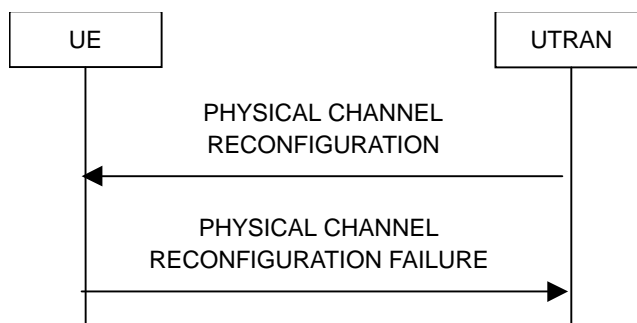 UE
UTRAN
PHYSICAL CHANNEL
RECONFIGURATION
PHYSICAL CHANNEL
RECONFIGURATION FAILURE